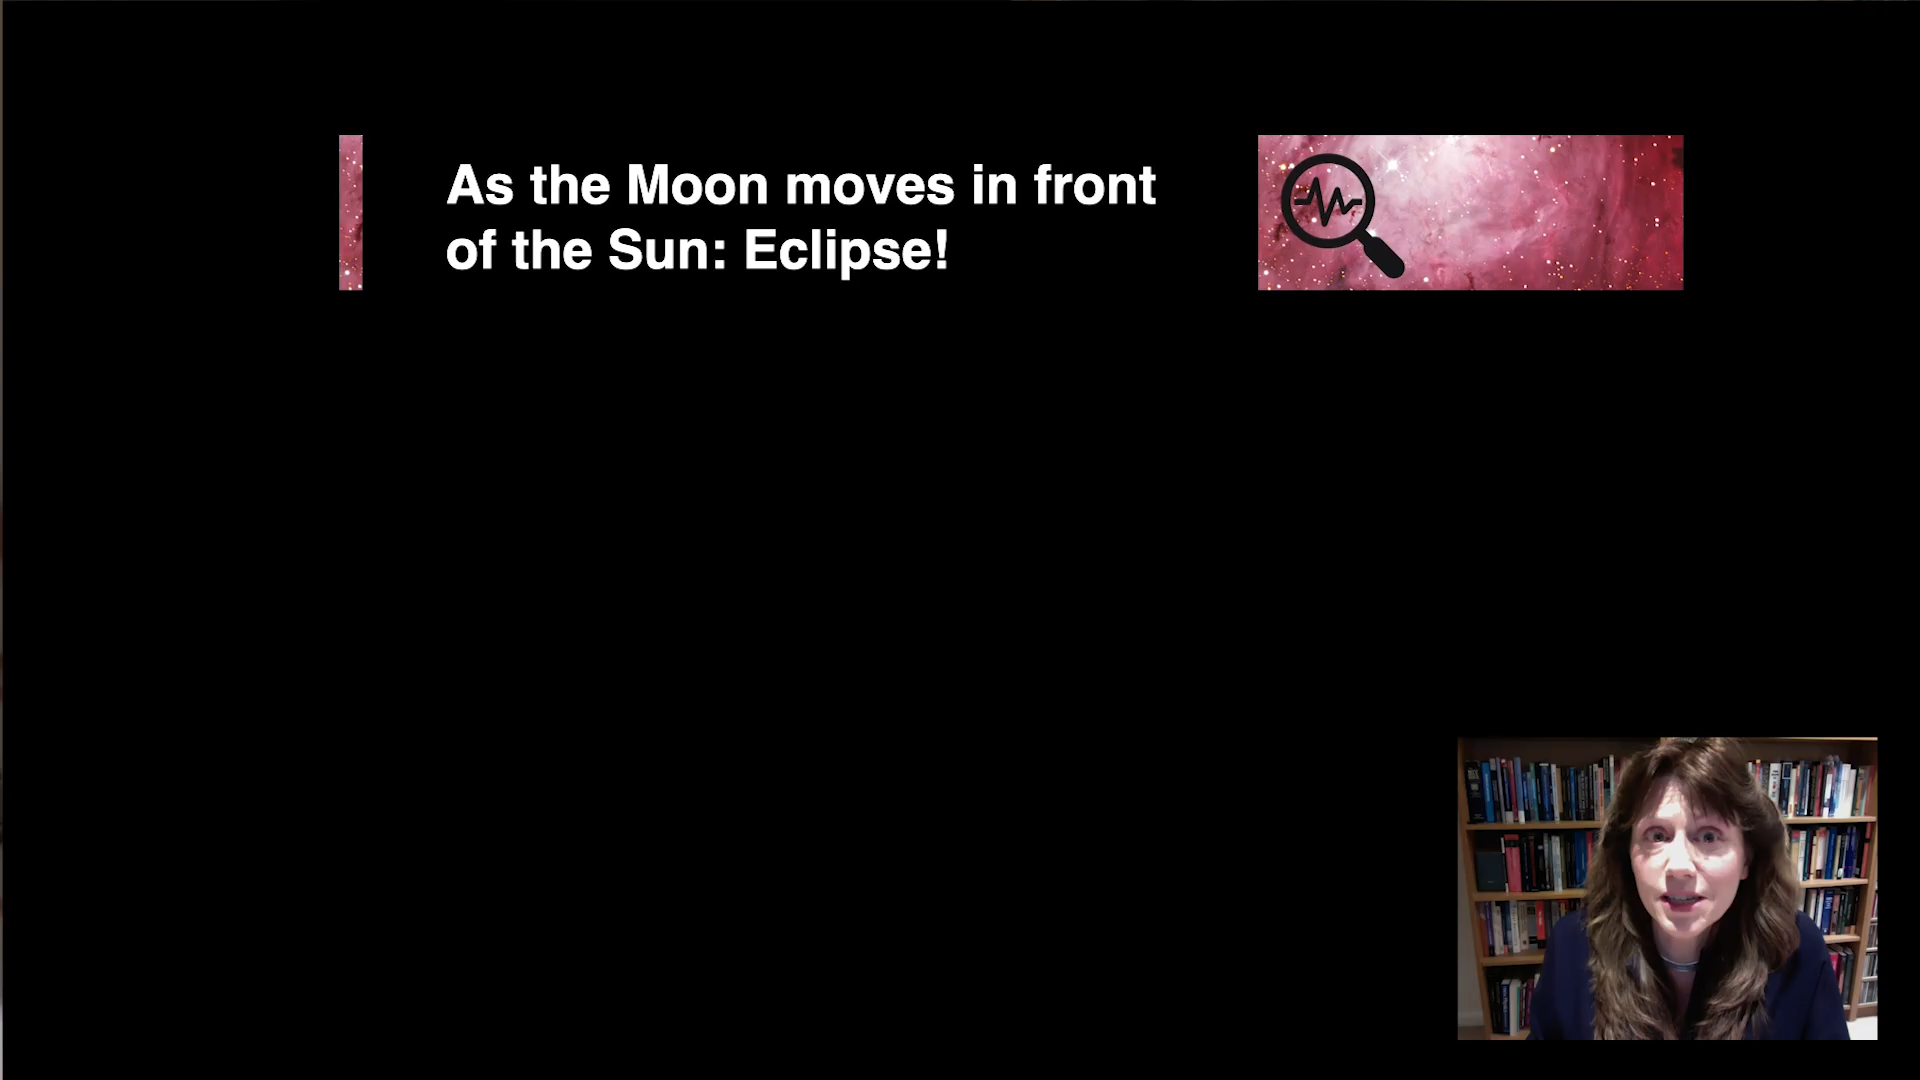 As the Moon moves in front
of the Sun: Eclipse!